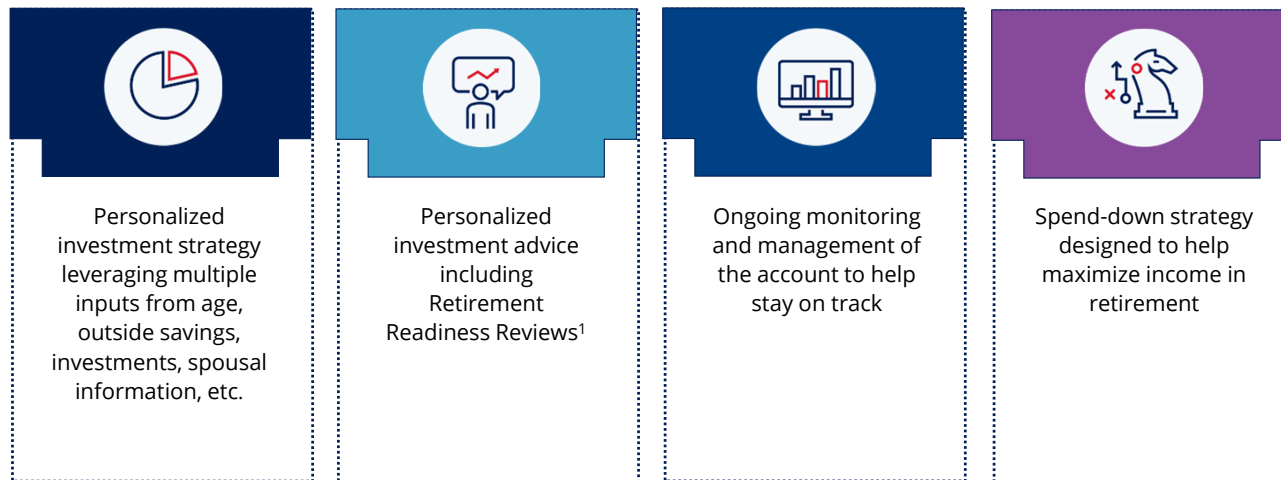 Personalized
investment strategy
leveraging multiple
inputs from age,
outside savings,
investments, spousal
information, etc.
Personalized
investment advice
including
Retirement
Readiness Reviews¹
Ongoing monitoring
and management of
the account to help
stay on track
Spend-down strategy
designed to help
maximize income in
retirement